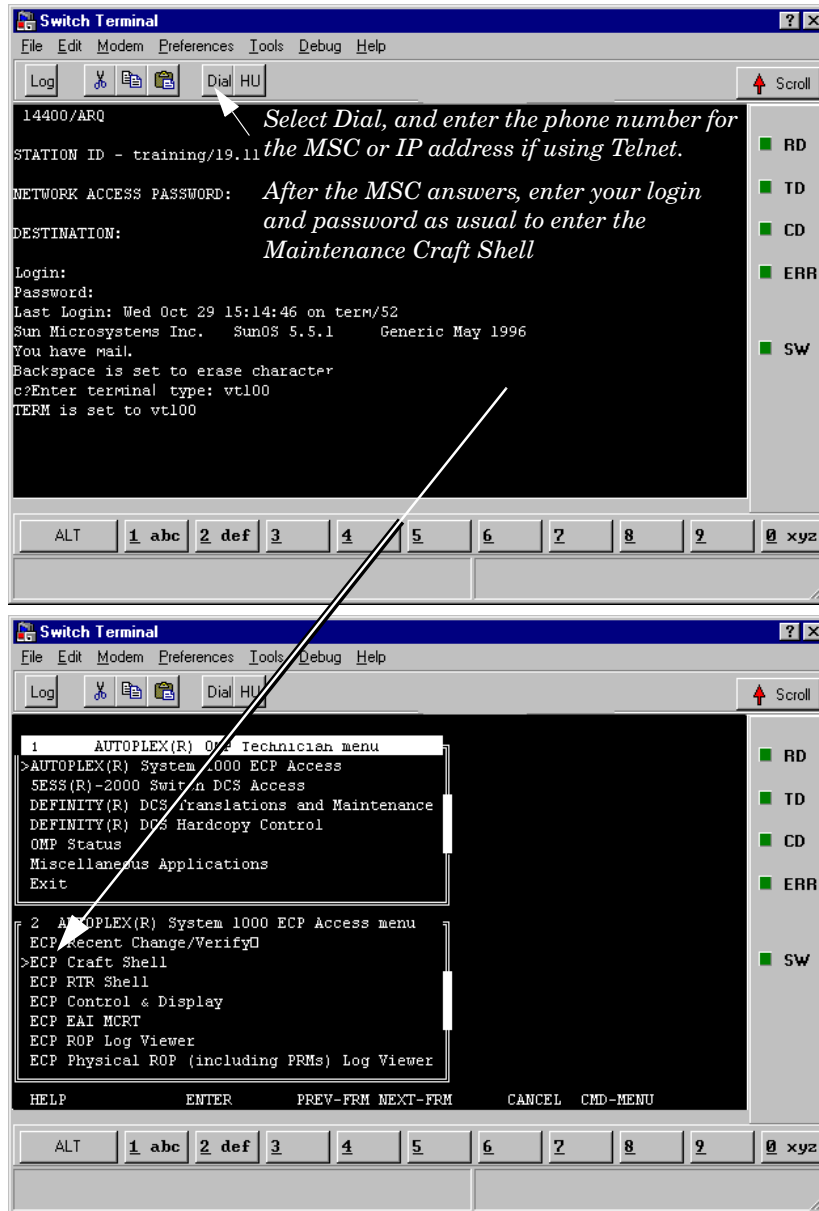 Switch Terminal
File Edit Modem Preferences Tools Debug Help
Log Dial HU Scroll
14400/ARQ
Select Dial, and enter the phone number for
the MSC or IP address if using Telnet.
STATION ID - training/19.11
NETWORK ACCESS PASSWORD:
After the MSC answers, enter your login
and password as usual to enter the
Maintenance Craft Shell
DESTINATION:
Login:
Password:
Last Login: Wed Oct 29 15:14:46 on term/52
Sun Microsystems Inc. SunOS 5.5.1 Generic May 1996
You have mail.
Backspace is set to erase character
c?Enter terminal type: vt100
TERM is set to vt100
RD
TD
CD
ERR
SW
ALT 1 abc 2 def 3 4 5 6 7 8 9 0 xyz
Switch Terminal
File Edit Modem Preferences Tools Debug Help
Log Dial HU Scroll
1 AUTOPLEX(R) OMP Technician menu
>AUTOPLEX(R) System 1000 ECP Access
5ESS(R)-2000 Switch DCS Access
DEFINITY(R) DCS Translations and Maintenance
DEFINITY(R) DCS Hardcopy Control
OMP Status
Miscellaneous Applications
Exit
2 AUTOPLEX(R) System 1000 ECP Access menu
ECP Recent Change/Verify
>ECP Craft Shell
ECP RTR Shell
ECP Control & Display
ECP EAI MCRT
ECP ROP Log Viewer
ECP Physical ROP (including PRMs) Log Viewer
HELP ENTER PREV-FRM NEXT-FRM CANCEL CMD-MENU
RD
TD
CD
ERR
SW
ALT 1 abc 2 def 3 4 5 6 7 8 9 0 xyz